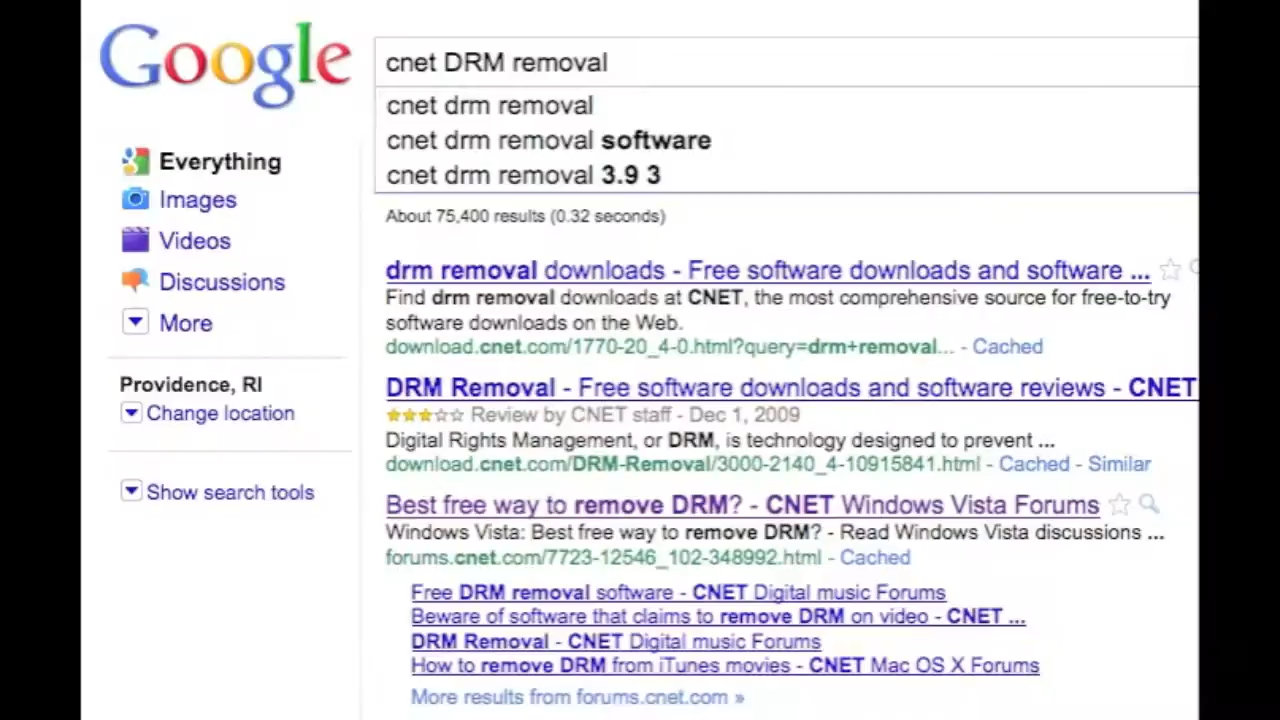 Google
cnet DRM removal
cnet drm removal
cnet drm removal software
cnet drm removal 3.9 3
Everything
Images
Videos
Discussions
More
Providence, RI
Change location
Show search tools
About 75,400 results (0.32 seconds)
drm removal downloads - Free software downloads and software ...
Find drm removal downloads at CNET, the most comprehensive source for free-to-try
software downloads on the Web.
download.cnet.com/1770-20_4-0.html?query=drm+removal... - Cached
DRM Removal - Free software downloads and software reviews - CNET
Review by CNET staff - Dec 1, 2009
Digital Rights Management, or DRM, is technology designed to prevent ...
download.cnet.com/DRM-Removal/3000-2140_4-10915841.html - Cached - Similar
Best free way to remove DRM? - CNET Windows Vista Forums
Windows Vista: Best free way to remove DRM? - Read Windows Vista discussions ...
forums.cnet.com/7723-12546_102-348992.html - Cached
Free DRM removal software - CNET Digital music Forums
Beware of software that claims to remove DRM on video - CNET ...
DRM Removal - CNET Digital music Forums
How to remove DRM from iTunes movies - CNET Mac OS X Forums
More results from forums.cnet.com »